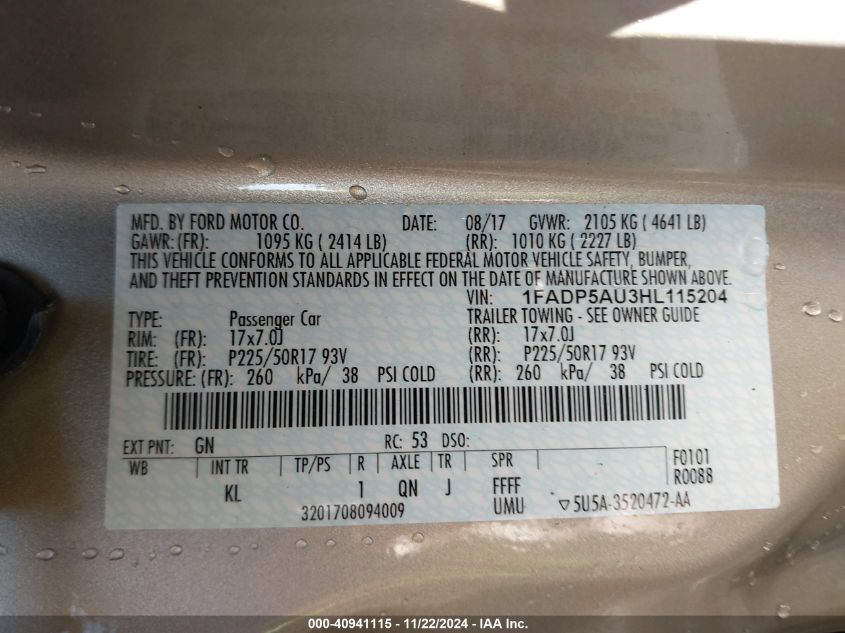 MFD. BY FORD MOTOR CO. DATE: 08/17 GVWR: 2105 KG ( 4641 LB)
GAWR: (FR): 1095 KG ( 2414 LB) (RR): 1010 KG ( 2227 LB)
THIS VEHICLE CONFORMS TO ALL APPLICABLE FEDERAL MOTOR VEHICLE SAFETY, BUMPER,
AND THEFT PREVENTION STANDARDS IN EFFECT ON THE DATE OF MANUFACTURE SHOWN ABOVE.
VIN: 1FADP5AU3HL115204
TYPE: Passenger Car TRAILER TOWING - SEE OWNER GUIDE
RIM: (FR): 17x7.0J (RR): 17x7.0J
TIRE: (FR): P225/50R17 93V (RR): P225/50R17 93V
PRESSURE: (FR): 260 kPa/ 38 PSI COLD (RR): 260 kPa/ 38 PSI COLD
EXT PNT: GN RC: 53 DSO:
WB INT TR TP/PS R AXLE TR SPR F0101
R0088
KL 1 QN J FFFF
3201708094009 UMU ▽5U5A-3520472-AA
000-40941115 - 11/22/2024 - IAA Inc.